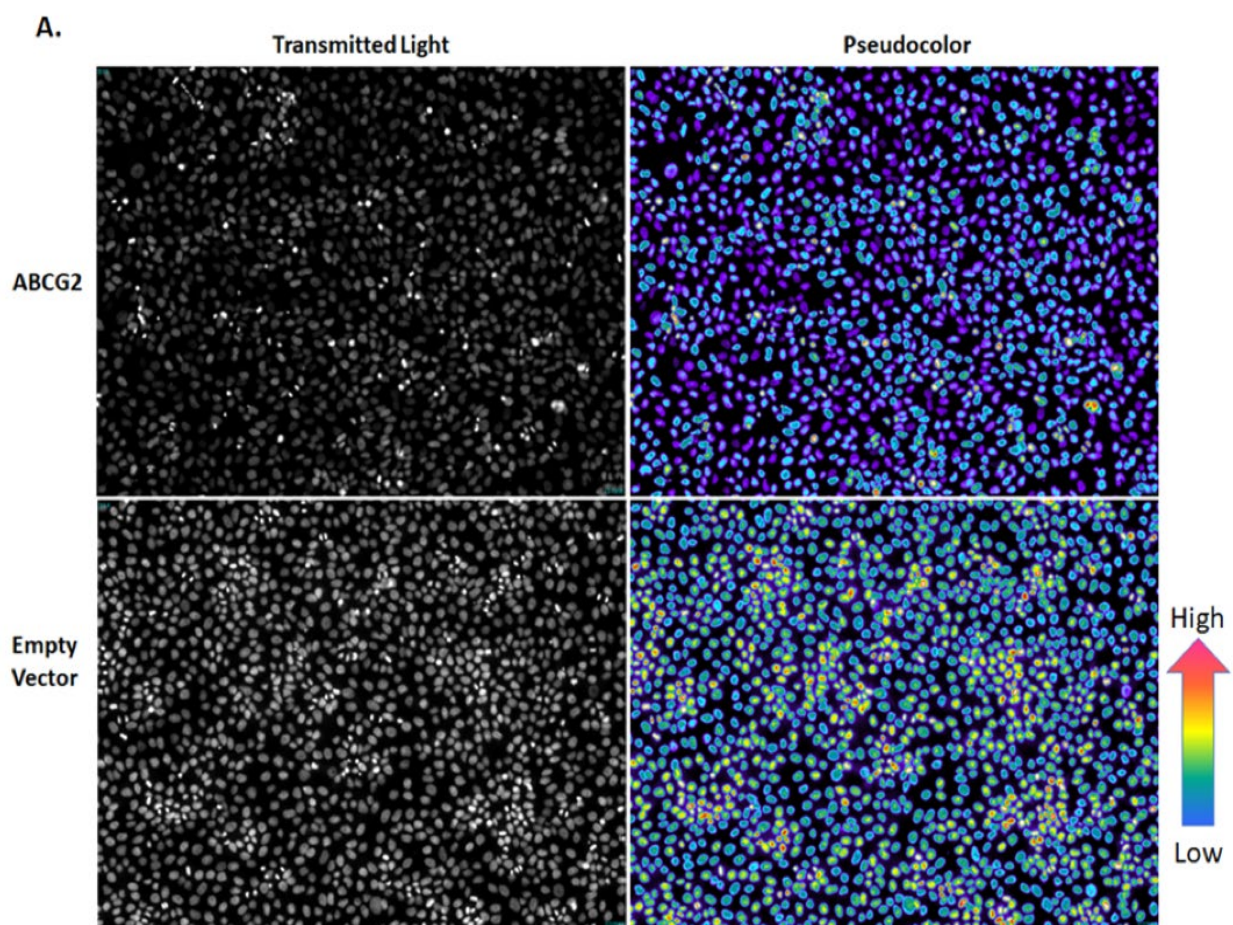 A.
Transmitted Light
Pseudocolor
ABCG2
Empty
Vector
High
Low